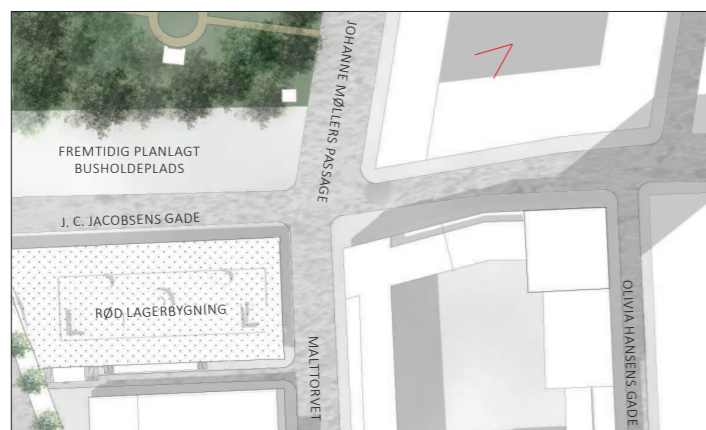 JOHANNE MØLLERS PASSAGE
FREMTIDIG PLANLAGT
BUSHOLDEPLADS
J. C. JACOBSENS GADE
RØD LAGERBYGNING
MALTTORVET
OLIVIA HANSENS GADE